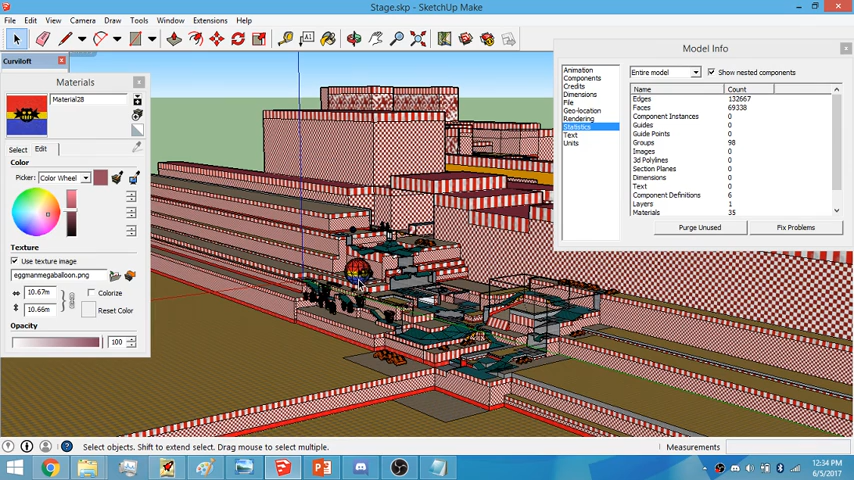 Stage.skp - SketchUp Make
File Edit View Camera Draw Tools Window Extensions Help
Curviloft
Materials
Material28
Select Edit
Color
Picker: Color Wheel
Texture
Use texture image
eggmanmegaballoon.png
10.67m
Colorize
10.66m
Reset Color
Opacity
100
Model Info
Animation
Components
Credits
Dimensions
File
Geo-location
Rendering
Statistics
Text
Units
Entire model
Show nested components
Name Count
Edges 132667
Faces 69338
Component Instances 0
Guides 0
Guide Points 0
Groups 98
Images 0
3d Polylines 0
Section Planes 0
Dimensions 0
Text 0
Component Definitions 6
Layers 1
Materials 35
Purge Unused Fix Problems
Select objects. Shift to extend select. Drag mouse to select multiple.
Measurements
12:34 PM
6/5/2017